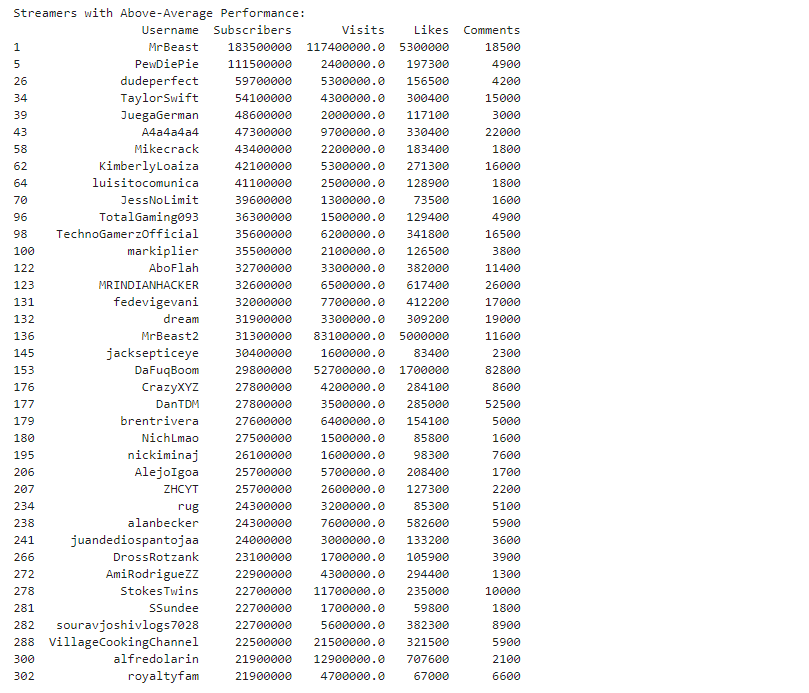 Streamers with Above-Average Performance:
Username Subscribers Visits Likes Comments
1 MrBeast 183500000 117400000.0 5300000 18500
5 PewDiePie 111500000 2400000.0 197300 4900
26 dudeperfect 59700000 5300000.0 156500 4200
34 TaylorSwift 54100000 4300000.0 300400 15000
39 JuegaGerman 48600000 2000000.0 117100 3000
43 A4a4a4a4 47300000 9700000.0 330400 22000
58 Mikecrack 43400000 2200000.0 183400 1800
62 KimberlyLoaiza 42100000 5300000.0 271300 16000
64 luisitocomunica 41100000 2500000.0 128900 1800
70 JessNoLimit 39600000 1300000.0 73500 1600
96 TotalGaming093 36300000 1500000.0 129400 4900
98 TechnoGamerzOfficial 35600000 6200000.0 341800 16500
100 markiplier 35500000 2100000.0 126500 3800
122 AboFlah 32700000 3300000.0 382000 11400
123 MRINDIANHACKER 32600000 6500000.0 617400 26000
131 fedevigevani 32000000 7700000.0 412200 17000
132 dream 31900000 3300000.0 309200 19000
136 MrBeast2 31300000 83100000.0 5000000 11600
145 jacksepticeye 30400000 1600000.0 83400 2300
153 DaFuqBoom 29800000 52700000.0 1700000 82800
176 CrazyXYZ 27800000 4200000.0 284100 8600
177 DanTDM 27800000 3500000.0 285000 52500
179 brentrivera 27600000 6400000.0 154100 5000
180 NichLmao 27500000 1500000.0 85800 1600
195 nickiminaj 26100000 1600000.0 98300 7600
206 AlejoIgoa 25700000 5700000.0 208400 1700
207 ZHCYT 25700000 2600000.0 127300 2200
234 rug 24300000 3200000.0 85300 5100
238 alanbecker 24300000 7600000.0 582600 5900
241 juandediospantojaa 24000000 3000000.0 133200 3600
266 DrossRotzank 23100000 1700000.0 105900 3900
272 AmiRodrigueZZ 22900000 4300000.0 294400 1300
278 StokesTwins 22700000 11700000.0 235000 10000
281 SSundee 22700000 1700000.0 59800 1800
282 souravjoshivlogs7028 22700000 5600000.0 382300 8900
288 VillageCookingChannel 22500000 21500000.0 321500 5900
300 alfredolarin 21900000 12900000.0 707600 2100
302 royaltyfam 21900000 4700000.0 67000 6600